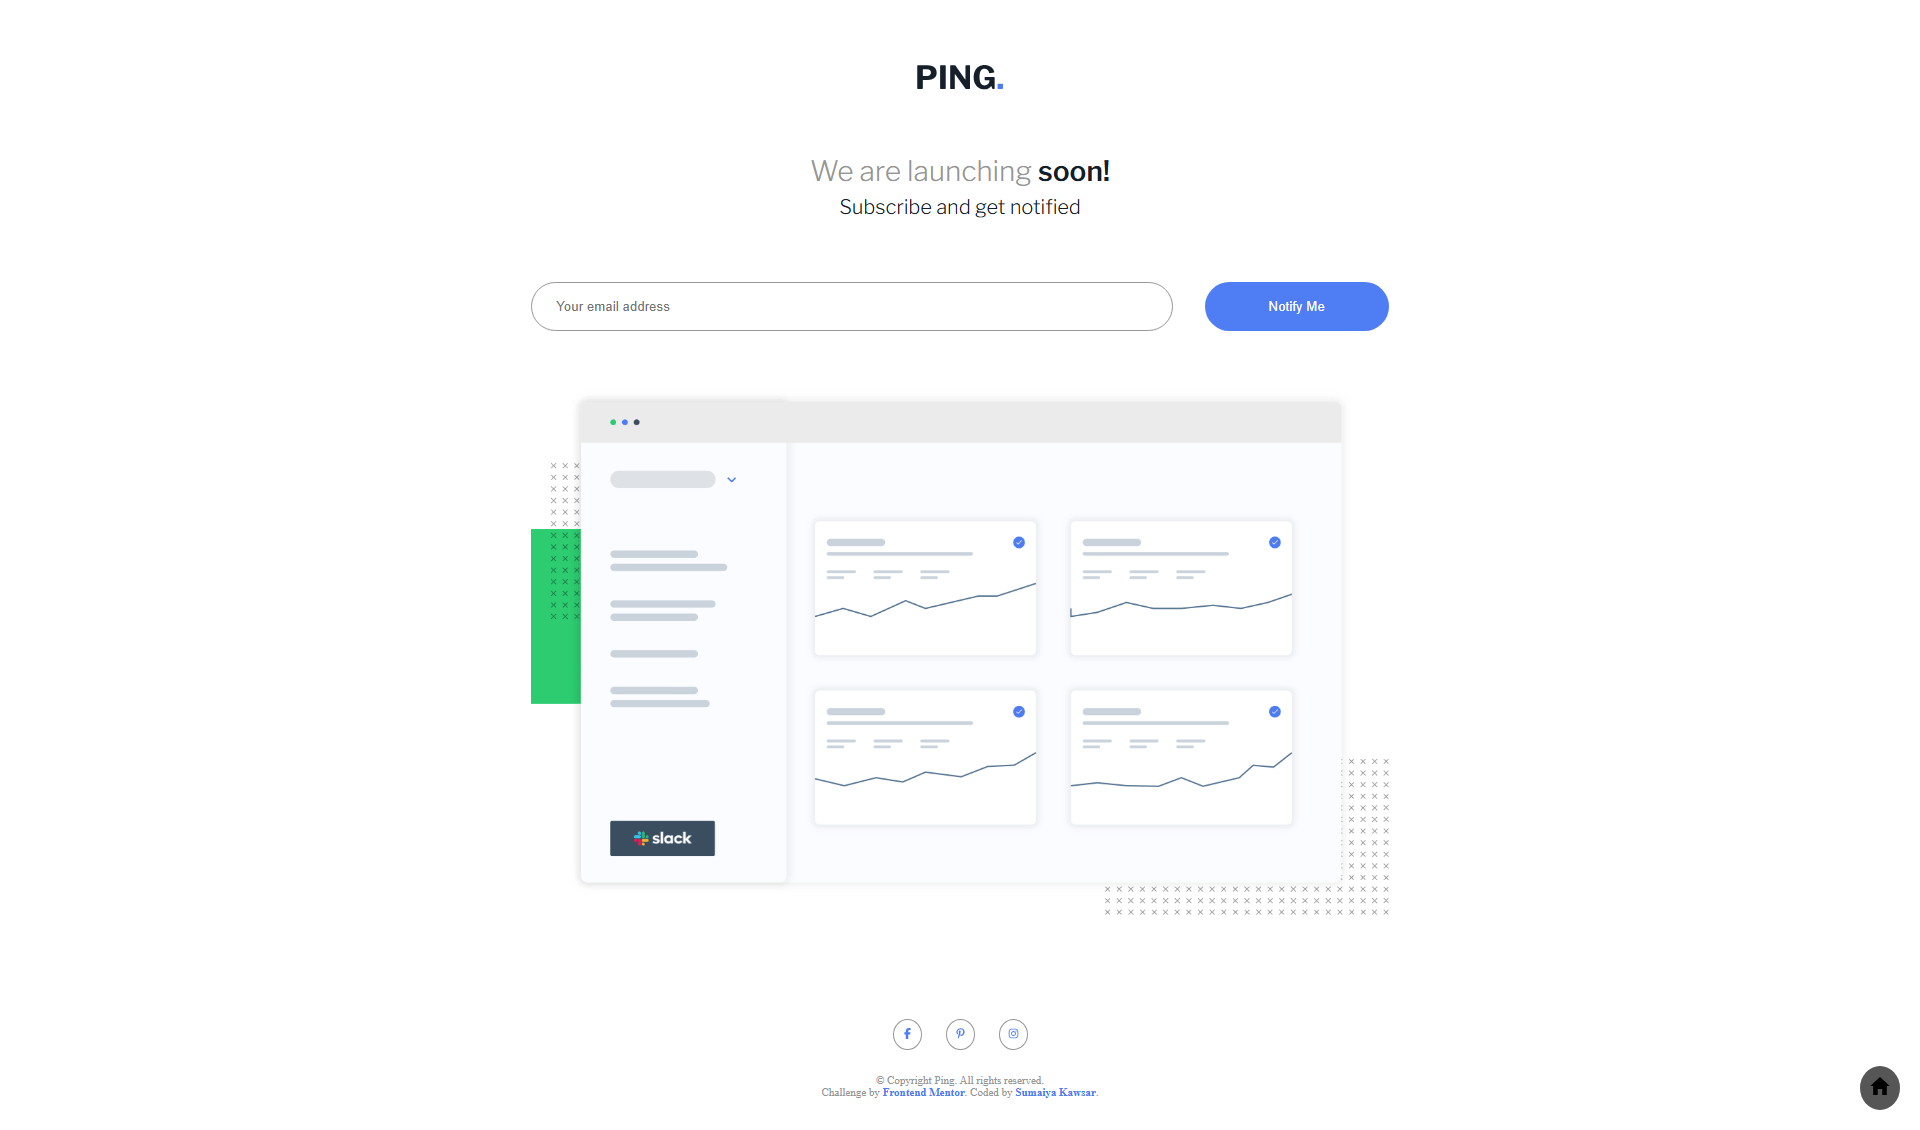 PING.
We are launching soon!
Subscribe and get notified
Your email address
Notify Me
slack
© Copyright Ping. All rights reserved.
Challenge by Frontend Mentor. Coded by Sumaiya Kawsar.